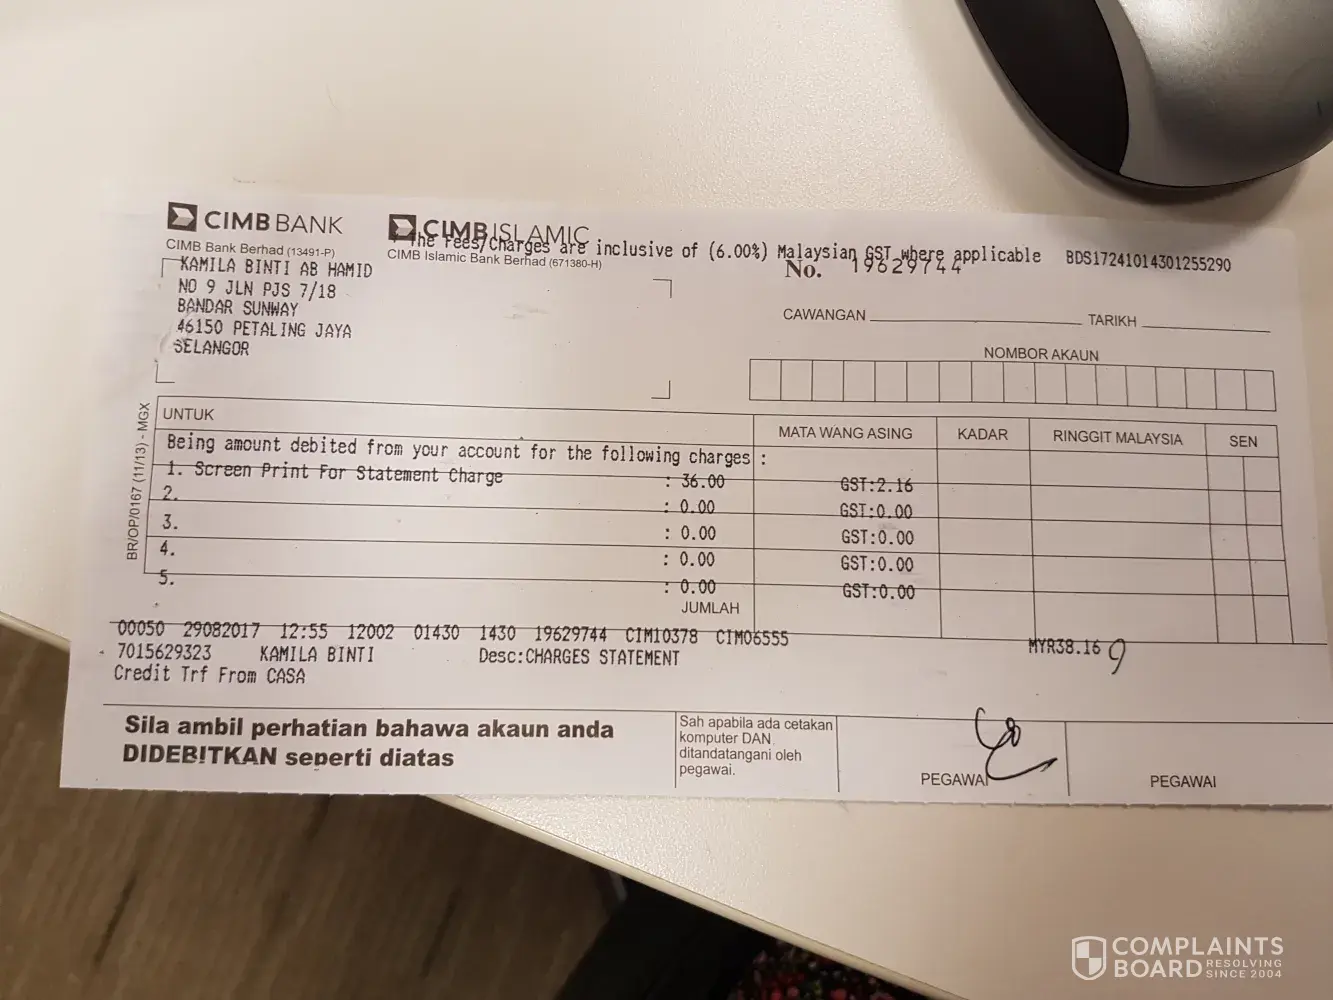 CIMB BANK
CIMB ISLAMIC
* The Fees/Charges are inclusive of (6.00%) Malaysian GST where applicable BDS17241014301255290
CIMB Bank Berhad (13491-P)
CIMB Islamic Bank Berhad (671380-H)
No. 19629744
KAMILA BINTI AB HAMID
NO 9 JLN PJS 7/18
BANDAR SUNWAY
46150 PETALING JAYA
SELANGOR
CAWANGAN TARIKH
NOMBOR AKAUN
BR/OP/0167 (11/13) - MGX
UNTUK MATA WANG ASING KADAR RINGGIT MALAYSIA SEN
Being amount debited from your account for the following charges :
1. Screen Print For Statement Charge : 36.00 GST:2.16
2. : 0.00 GST:0.00
3. : 0.00 GST:0.00
4. : 0.00 GST:0.00
5. : 0.00 GST:0.00
JUMLAH
00050 29082017 12:55 12002 01430 1430 19629744 CIM10378 CIM06555
7015629323 KAMILA BINTI Desc:CHARGES STATEMENT MYR38.16
Credit Trf From CASA
Sila ambil perhatian bahawa akaun anda
DIDEBITKAN seperti diatas
Sah apabila ada cetakan
komputer DAN
ditandatangani oleh
pegawai.
PEGAWAI
PEGAWAI
COMPLAINTS
BOARD RESOLVING
SINCE 2004